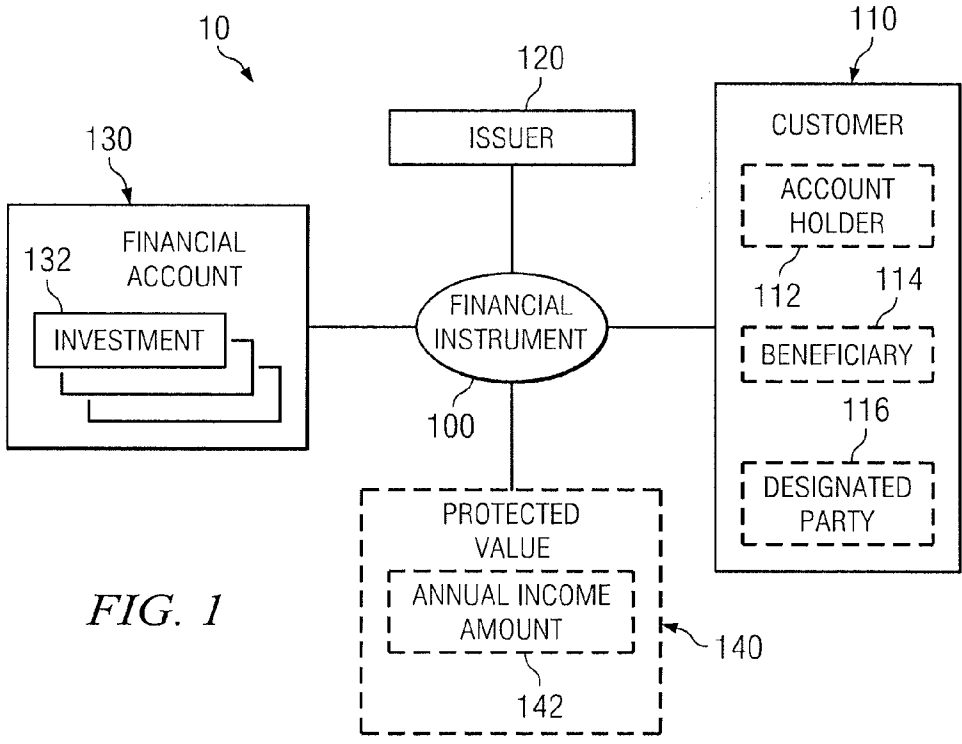 10
120
ISSUER
110
CUSTOMER
ACCOUNT
HOLDER
112
114
BENEFICIARY
116
DESIGNATED
PARTY
130
FINANCIAL
ACCOUNT
132
INVESTMENT
FINANCIAL
INSTRUMENT
100
PROTECTED
VALUE
ANNUAL INCOME
AMOUNT
142
140
FIG. 1